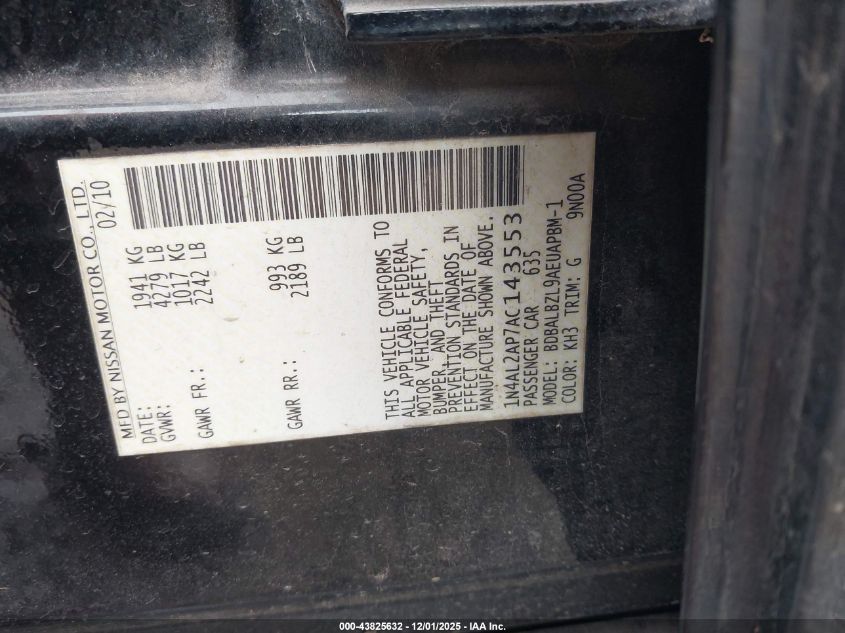 MFD BY NISSAN MOTOR CO., LTD.
DATE: 02/10
GVWR: 1941 KG
4279 LB
GAWR FR.: 1017 KG
2242 LB
GAWR RR.: 993 KG
2189 LB
THIS VEHICLE CONFORMS TO
ALL APPLICABLE FEDERAL
MOTOR VEHICLE SAFETY,
BUMPER, AND THEFT
PREVENTION STANDARDS IN
EFFECT ON THE DATE OF
MANUFACTURE SHOWN ABOVE.
1N4AL2AP7AC143553
PASSENGER CAR 635
MODEL: BDBALBZL9AEUAPBM-1
COLOR: KH3 TRIM: G 9N00A
000-43825632 - 12/01/2025 - IAA Inc.